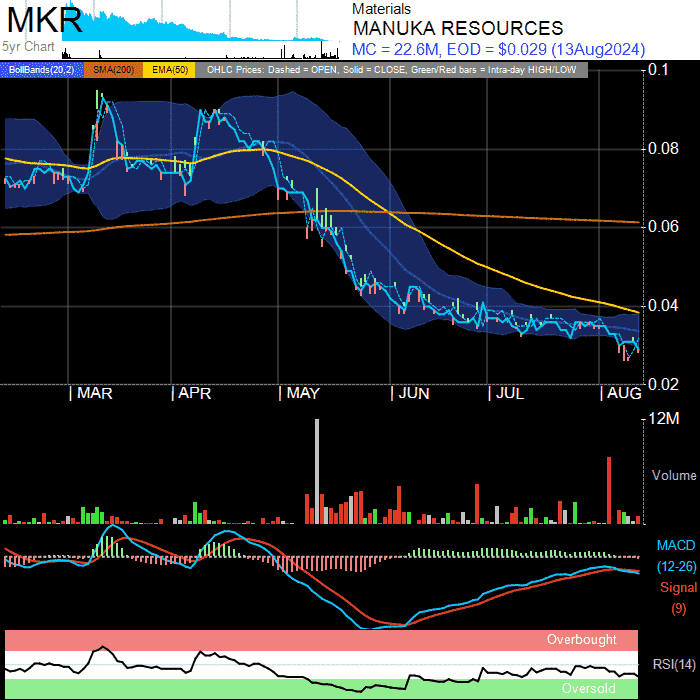 MKR
5yr Chart
Materials
MANUKA RESOURCES
MC = 22.6M, EOD = $0.029 (13Aug2024)
BollBands(20,2) SMA(200) EMA(50) OHLC Prices: Dashed = OPEN, Solid = CLOSE, Green/Red bars = Intra-day HIGH/LOW
0.1
0.08
0.06
0.04
0.02
MAR APR MAY JUN JUL AUG
12M
Volume
MACD
(12-26)
Signal
(9)
Overbought
RSI(14)
Oversold